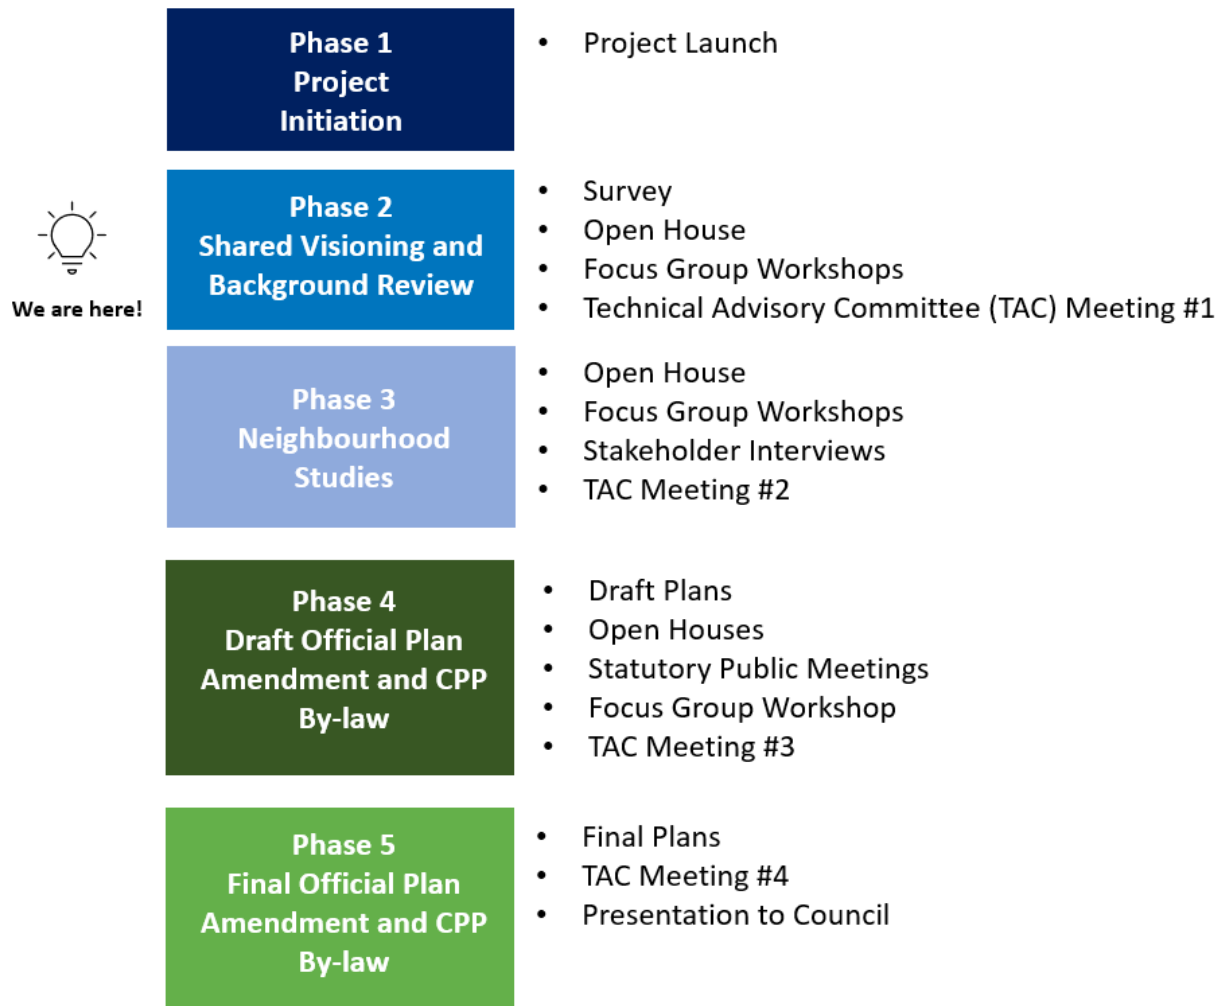 Phase 1
Project
Initiation
• Project Launch
We are here!
Phase 2
Shared Visioning and
Background Review
• Survey
• Open House
• Focus Group Workshops
• Technical Advisory Committee (TAC) Meeting #1
Phase 3
Neighbourhood
Studies
• Open House
• Focus Group Workshops
• Stakeholder Interviews
• TAC Meeting #2
Phase 4
Draft Official Plan
Amendment and CPP
By-law
• Draft Plans
• Open Houses
• Statutory Public Meetings
• Focus Group Workshop
• TAC Meeting #3
Phase 5
Final Official Plan
Amendment and CPP
By-law
• Final Plans
• TAC Meeting #4
• Presentation to Council